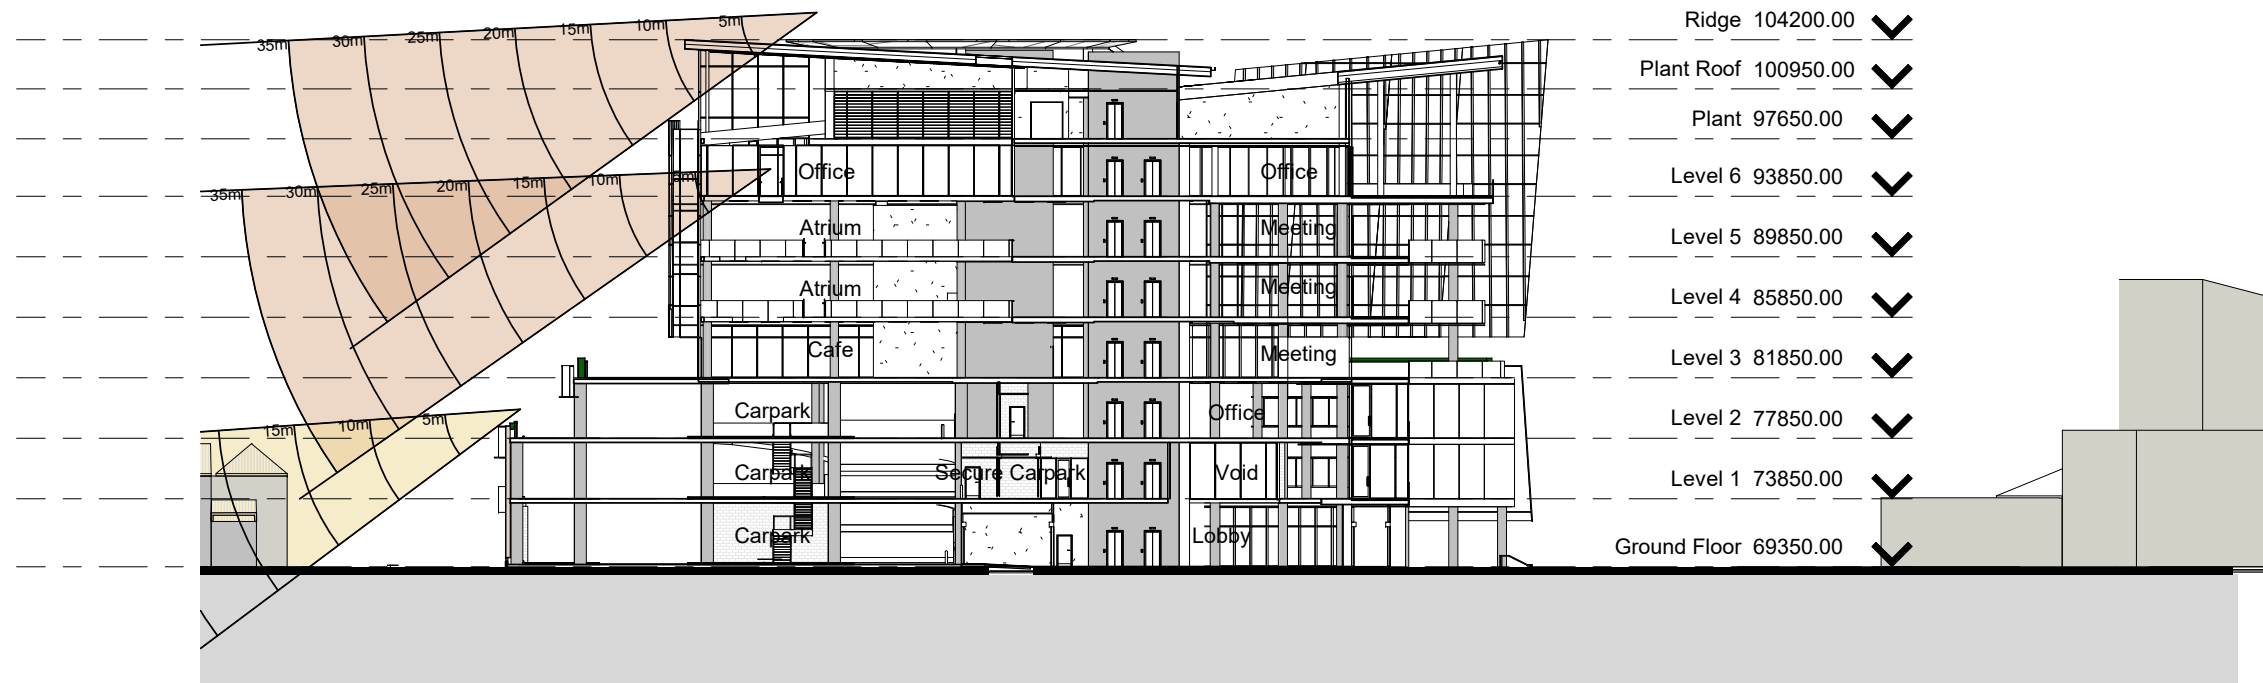 Ridge 104200.00
Plant Roof 100950.00
Plant 97650.00
Level 6 93850.00
Level 5 89850.00
Level 4 85850.00
Level 3 81850.00
Level 2 77850.00
Level 1 73850.00
Ground Floor 69350.00
35m 30m 25m 20m 15m 10m 5m
35m 30m 25m 20m 15m 10m 5m
15m 10m 5m
Office Office
Atrium Meeting
Atrium Meeting
Cafe Meeting
Carpark Office
Carpark Secure Carpark Void
Carpark Lobby